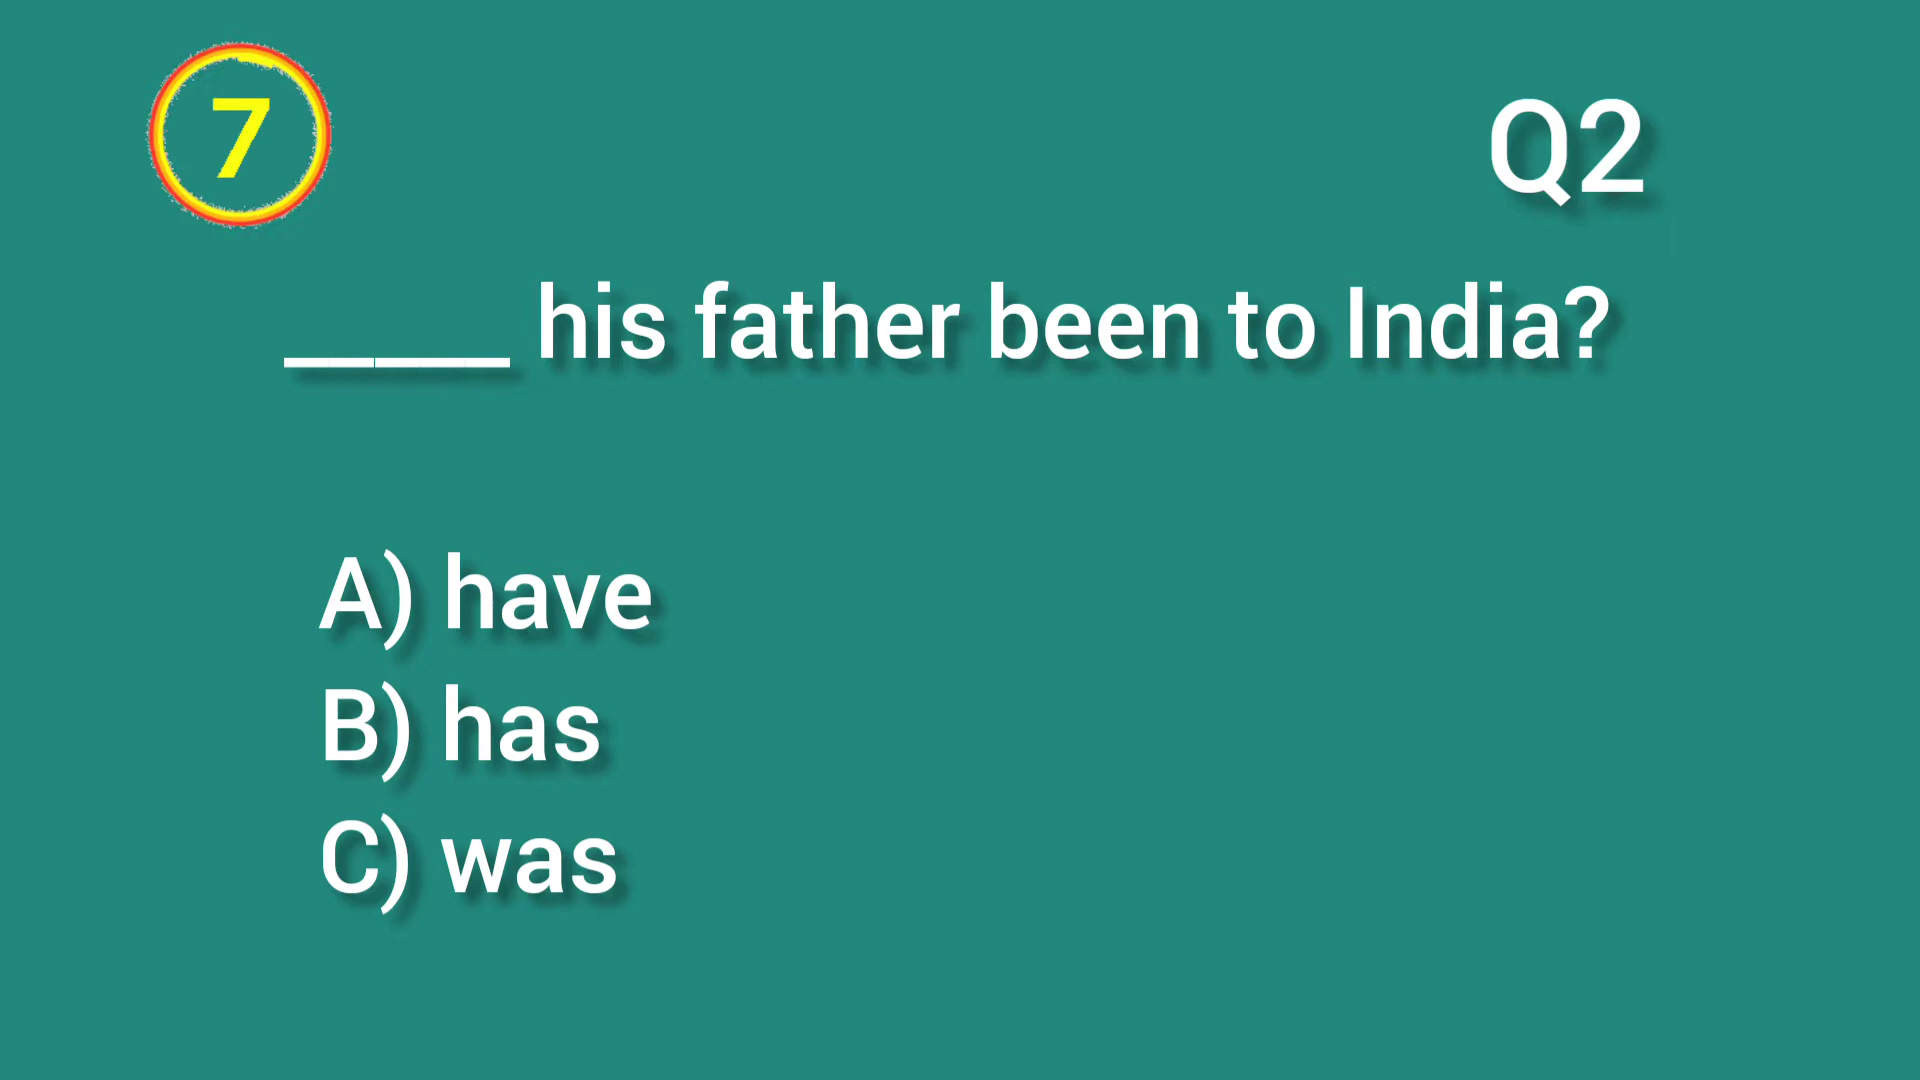 7
Q2
_____ his father been to India?
A) have
B) has
C) was